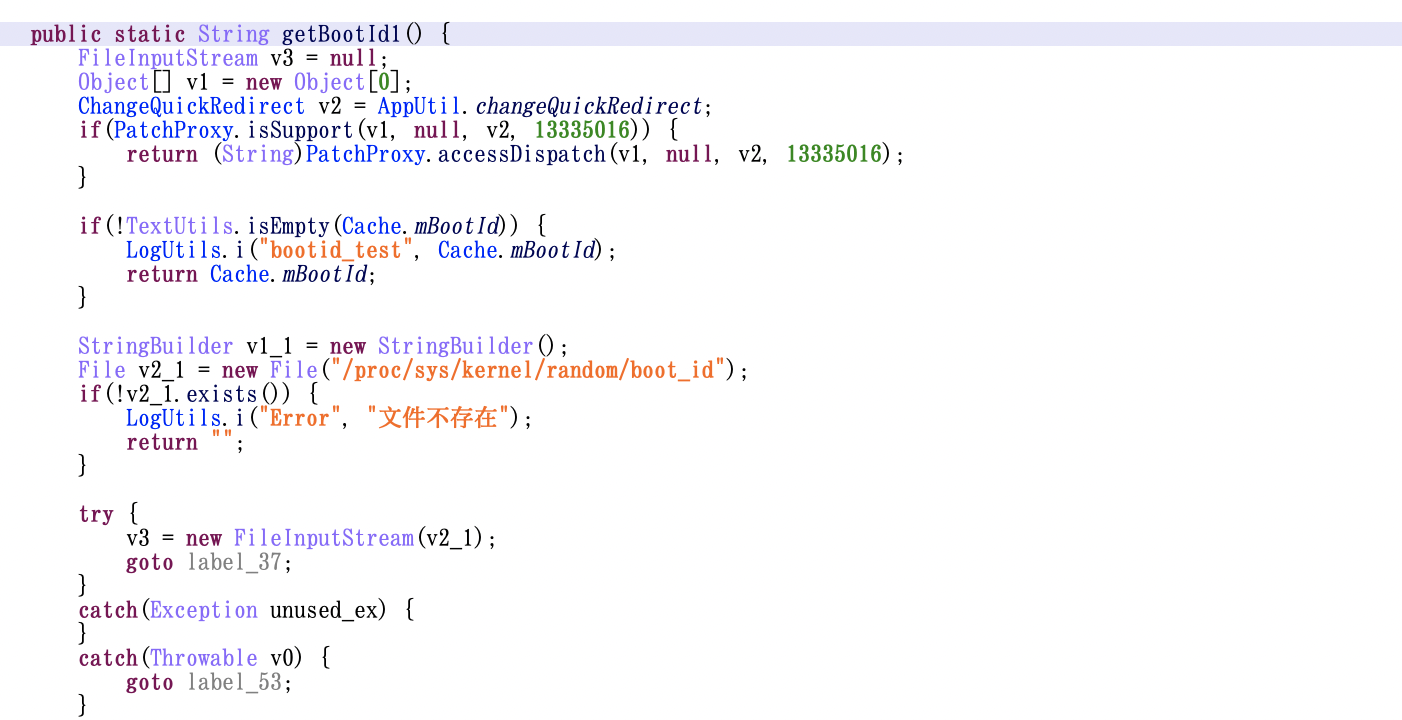 public static String getBootId1() {
FileInputStream v3 = null;
Object[] v1 = new Object[0];
ChangeQuickRedirect v2 = AppUtil.changeQuickRedirect;
if(PatchProxy.isSupport(v1, null, v2, 13335016)) {
return (String)PatchProxy.accessDispatch(v1, null, v2, 13335016);
}
if(!TextUtils.isEmpty(Cache.mBootId)) {
LogUtils.i("bootid_test", Cache.mBootId);
return Cache.mBootId;
}
StringBuilder v1_1 = new StringBuilder();
File v2_1 = new File("/proc/sys/kernel/random/boot_id");
if(!v2_1.exists()) {
LogUtils.i("Error", "文件不存在");
return "";
}
try {
v3 = new FileInputStream(v2_1);
goto label_37;
}
catch(Exception unused_ex) {
}
catch(Throwable v0) {
goto label_53;
}